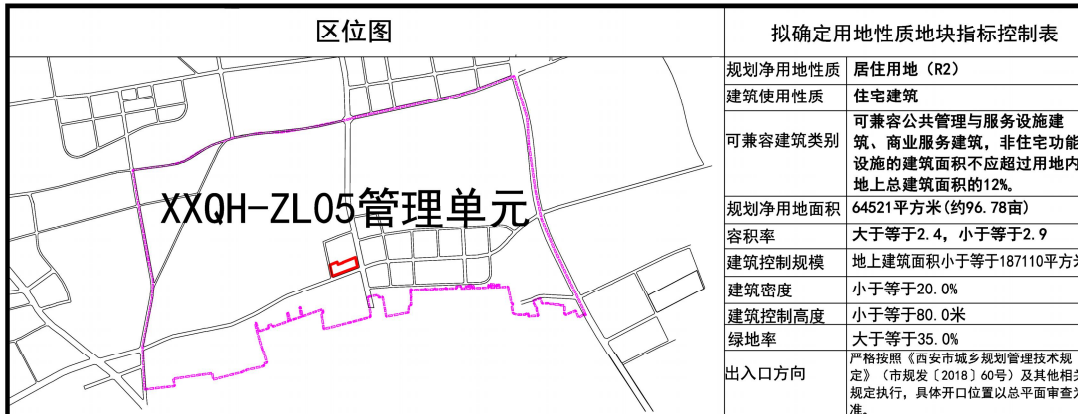 区位图
XXQH-ZL05管理单元
拟确定用地性质地块指标控制表
规划净用地性质 居住用地（R2）
建筑使用性质 住宅建筑
可兼容建筑类别 可兼容公共管理与服务设施建
筑、商业服务建筑，非住宅功能
设施的建筑面积不应超过用地内
地上总建筑面积的12%。
规划净用地面积 64521平方米(约96.78亩)
容积率 大于等于2.4，小于等于2.9
建筑控制规模 地上建筑面积小于等于187110平方米
建筑密度 小于等于20.0%
建筑控制高度 小于等于80.0米
绿地率 大于等于35.0%
出入口方向 严格按照《西安市城乡规划管理技术规
定》（市规发〔2018〕60号）及其他相关
规定执行，具体开口位置以总平面审查为
准。